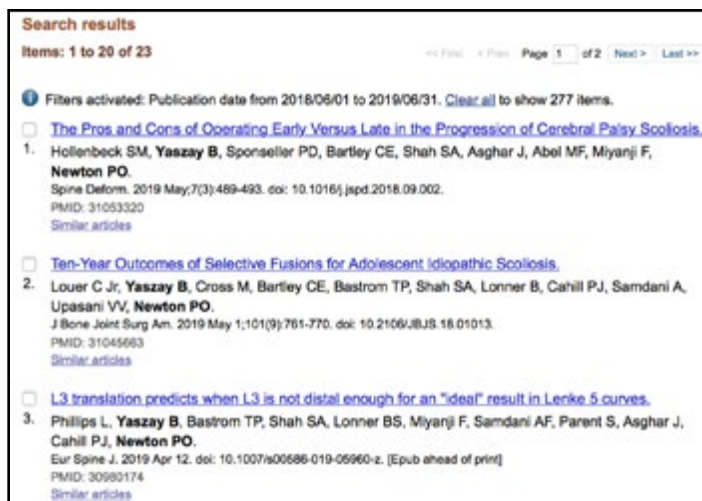 Search results
Items: 1 to 20 of 23
<< First < Prev Page 1 of 2 Next > Last >>
Filters activated: Publication date from 2018/06/01 to 2019/06/31. Clear all to show 277 items.
The Pros and Cons of Operating Early Versus Late in the Progression of Cerebral Palsy Scoliosis.
1. Hollenbeck SM, Yaszay B, Sponseller PD, Bartley CE, Shah SA, Asghar J, Abel MF, Miyanji F,
Newton PO.
Spine Deform. 2019 May;7(3):489-493. doi: 10.1016/j.jspd.2018.09.002.
PMID: 31053320
Similar articles
Ten-Year Outcomes of Selective Fusions for Adolescent Idiopathic Scoliosis.
2. Louer C Jr, Yaszay B, Cross M, Bartley CE, Bastrom TP, Shah SA, Lonner B, Cahill PJ, Samdani A,
Upasani VV, Newton PO.
J Bone Joint Surg Am. 2019 May 1;101(9):761-770. doi: 10.2106/JBJS.18.01013.
PMID: 31045663
Similar articles
L3 translation predicts when L3 is not distal enough for an "ideal" result in Lenke 5 curves.
3. Phillips L, Yaszay B, Bastrom TP, Shah SA, Lonner BS, Miyanji F, Samdani AF, Parent S, Asghar J,
Cahill PJ, Newton PO.
Eur Spine J. 2019 Apr 12. doi: 10.1007/s00586-019-05960-z. [Epub ahead of print]
PMID: 30980174
Similar articles